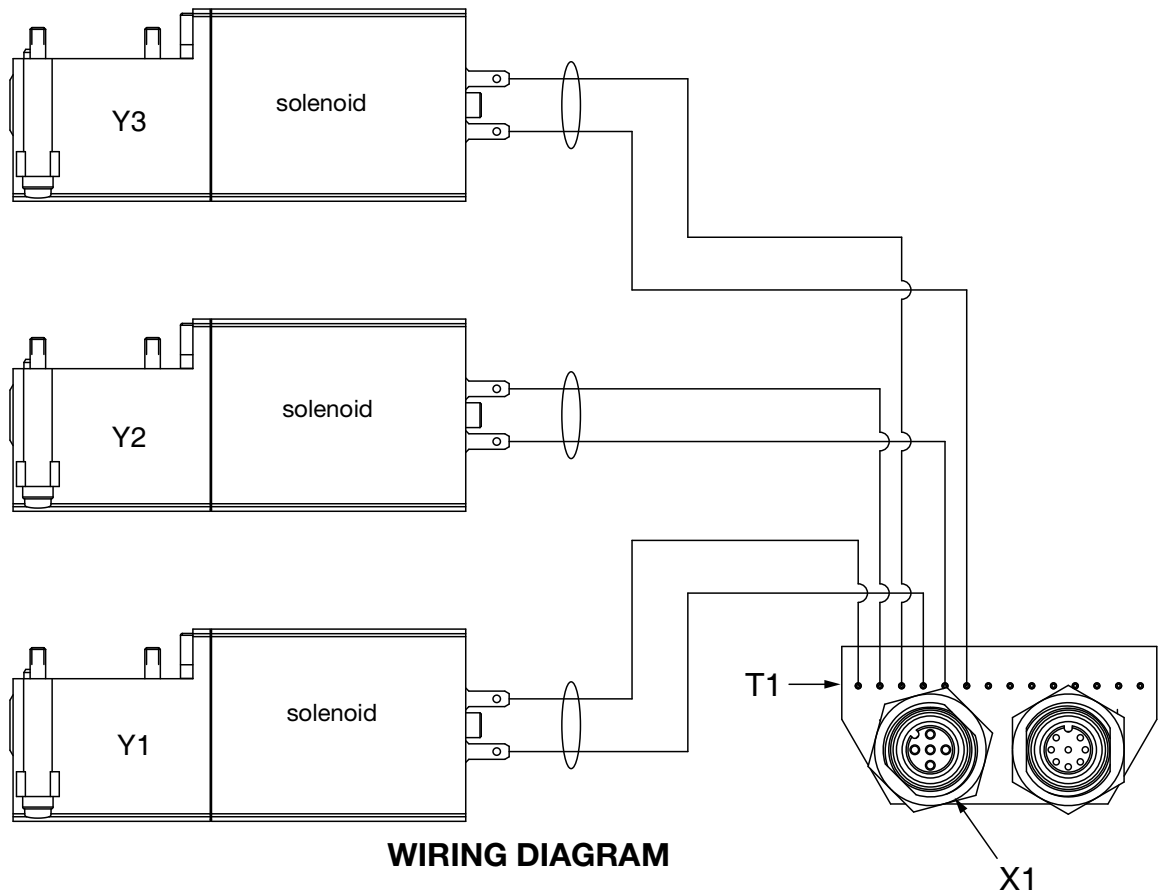 solenoid
Y3
solenoid
Y2
T1
solenoid
Y1
WIRING DIAGRAM
X1